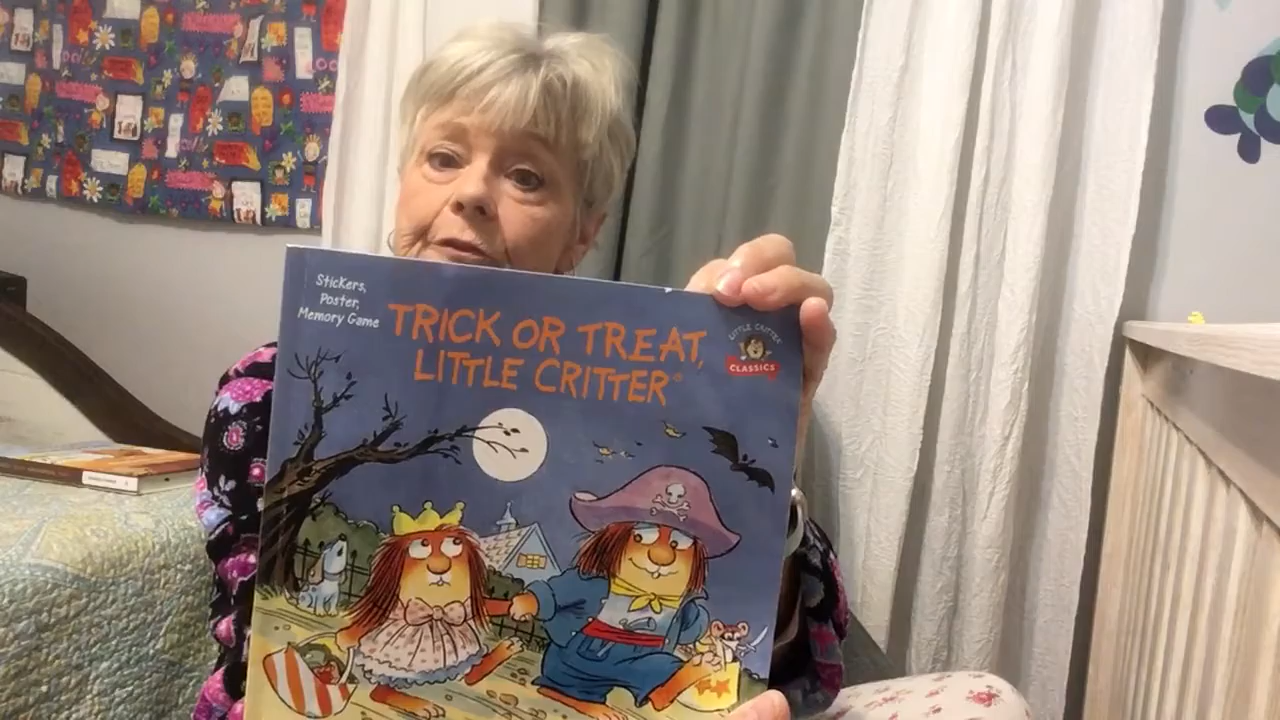 Stickers,
Poster,
Memory Game
TRICK OR TREAT,
LITTLE CRITTER®
LITTLE CRITTER
CLASSICS